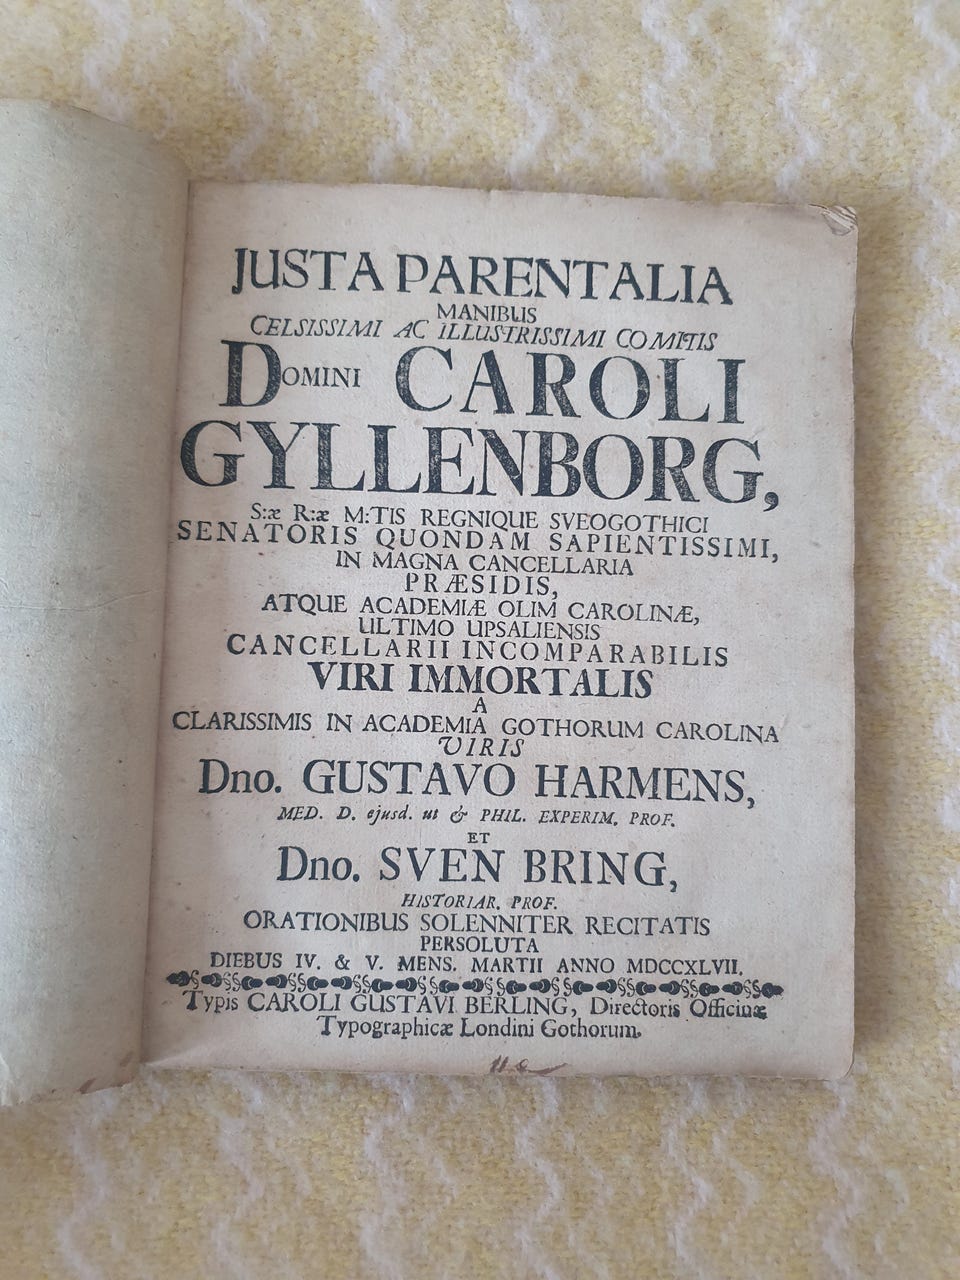 JUSTA PARENTALIA
MANIBUS
CELSISSIMI AC ILLUSTRISSIMI COMITIS
DOMINI CAROLI
GYLLENBORG,
S:æ R:æ M:TIS REGNIQUE SVEOGOTHICI
SENATORIS QUONDAM SAPIENTISSIMI,
IN MAGNA CANCELLARIA
PRÆSIDIS,
ATQUE ACADEMIÆ OLIM CAROLINÆ,
ULTIMO UPSALIENSIS
CANCELLARII INCOMPARABILIS
VIRI IMMORTALIS
A
CLARISSIMIS IN ACADEMIA GOTHORUM CAROLINA
VIRIS
Dno. GUSTAVO HARMENS,
MED. D. ejusd. ut & PHIL. EXPERIM. PROF.
ET
Dno. SVEN BRING,
HISTORIAR. PROF.
ORATIONIBUS SOLENNITER RECITATIS
PERSOLUTA
DIEBUS IV. & V. MENS. MARTII ANNO MDCCXLVII.
Typis CAROLI GUSTAVI BERLING, Directoris Officinæ
Typographicæ Londini Gothorum.